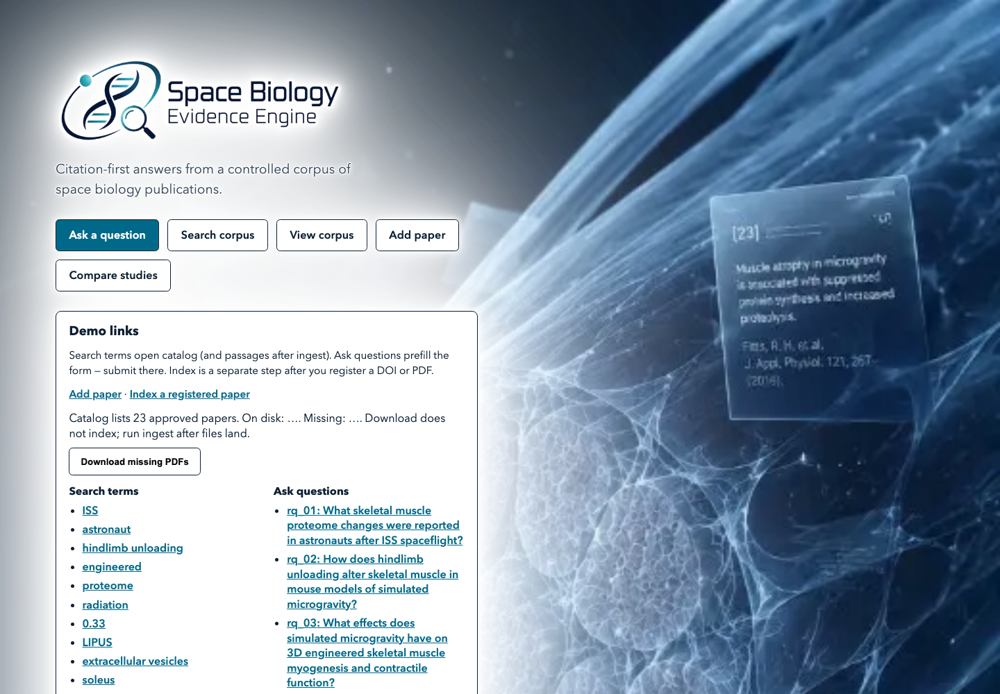 Space Biology
Evidence Engine
Citation-first answers from a controlled corpus of
space biology publications.
Ask a question
Search corpus
View corpus
Add paper
Compare studies
Demo links
Search terms open catalog (and passages after ingest). Ask questions prefill the
form — submit there. Index is a separate step after you register a DOI or PDF.
Add paper · Index a registered paper
Catalog lists 23 approved papers. On disk: …. Missing: …. Download does
not index; run ingest after files land.
Download missing PDFs
Search terms
ISS
astronaut
hindlimb unloading
engineered
proteome
radiation
0.33
LIPUS
extracellular vesicles
soleus
Ask questions
rq_01: What skeletal muscle
proteome changes were reported
in astronauts after ISS spaceflight?
rq_02: How does hindlimb
unloading alter skeletal muscle in
mouse models of simulated
microgravity?
rq_03: What effects does
simulated microgravity have on
3D engineered skeletal muscle
myogenesis and contractile
function?
[23]
Muscle atrophy in microgravity
is associated with suppressed
protein synthesis and increased
proteolysis.
Fitts, R. H. et al.
J. Appl. Physiol. 121, 267
(2016).